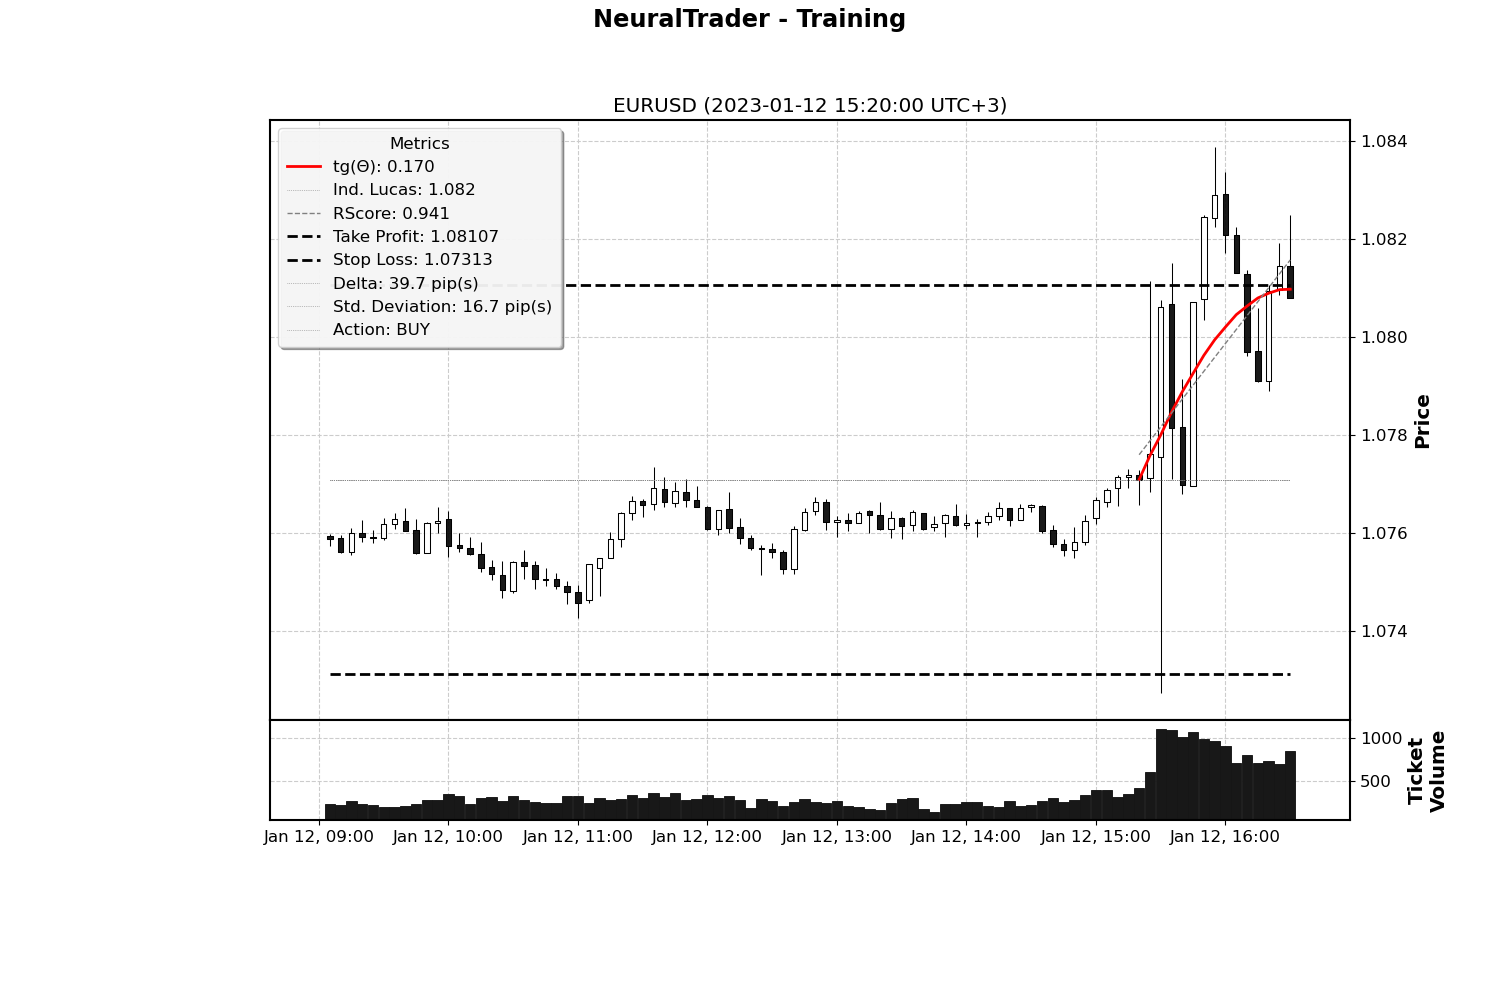 NeuralTrader - Training
EURUSD (2023-01-12 15:20:00 UTC+3)
Metrics
tg(Θ): 0.170
Ind. Lucas: 1.082
RScore: 0.941
Take Profit: 1.08107
Stop Loss: 1.07313
Delta: 39.7 pip(s)
Std. Deviation: 16.7 pip(s)
Action: BUY
1.084
1.082
1.080
1.078
1.076
1.074
Price
1000
500
Ticket
Volume
Jan 12, 09:00
Jan 12, 10:00
Jan 12, 11:00
Jan 12, 12:00
Jan 12, 13:00
Jan 12, 14:00
Jan 12, 15:00
Jan 12, 16:00